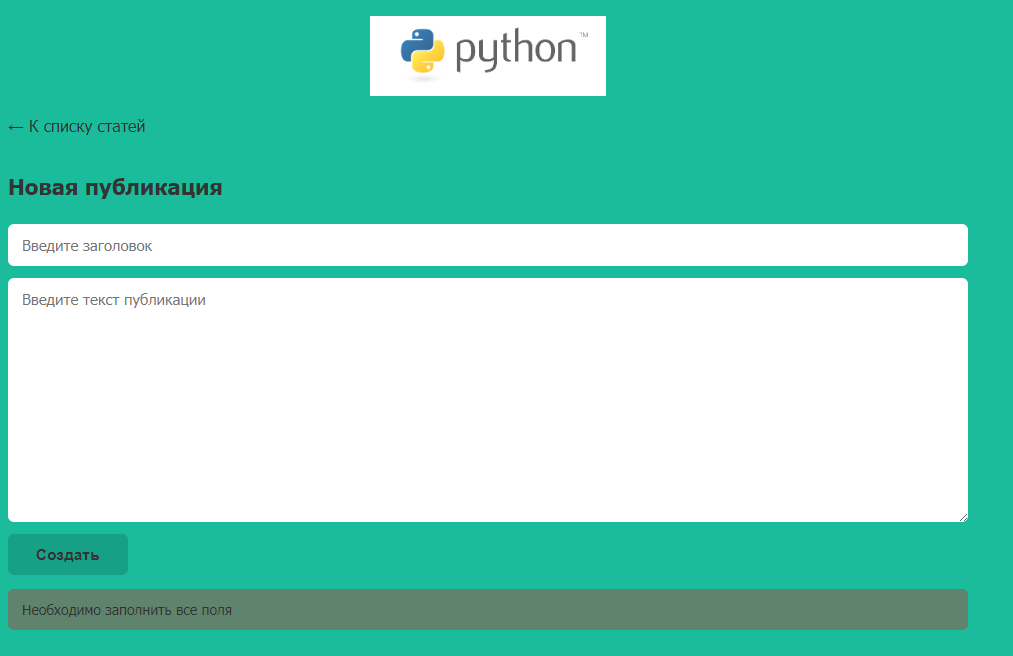 python™
← К списку статей
Новая публикация
Введите заголовок
Введите текст публикации
Создать
Необходимо заполнить все поля